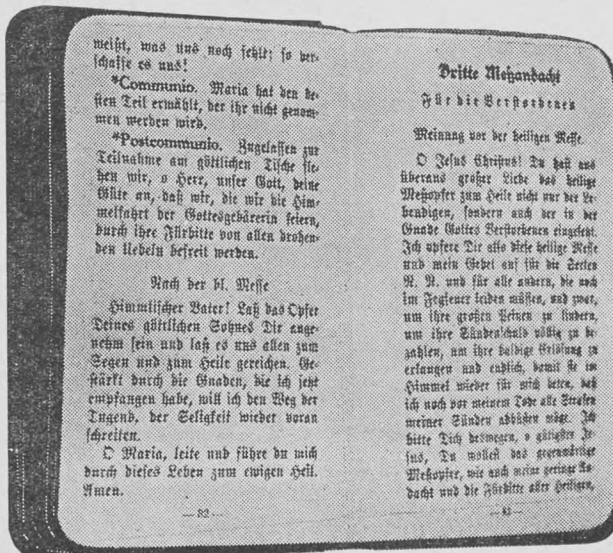 weißt, was uns noch fehlt; so ver-
schaffe es uns!
*Communio. Maria hat den be-
sten Teil erwählt, der ihr nicht genom-
men werden wird.
*Postcommunio. Zugelassen zur
Teilnahme am göttlichen Tische fle-
hen wir, o Herr, unser Gott, deine
Güte an, daß wir, die wir die Him-
melfahrt der Gottesgebärerin feiern,
durch ihre Fürbitte von allen drohen-
den Uebeln befreit werden.
Nach der hl. Messe
Himmlischer Vater! Laß das Opfer
Deines göttlichen Sohnes Dir ange-
nehm sein und laß es uns allen zum
Segen und zum Heile gereichen. Ge-
stärkt durch die Gnaden, die ich jetzt
empfangen habe, will ich den Weg der
Tugend, der Seligkeit wieder voran
schreiten.
O Maria, leite und führe du mich
durch dieses Leben zum ewigen Heil.
Amen.
— 82 —
Dritte Meßandacht
Für die Verstorbenen
Meinung vor der heiligen Messe.
O Jesus Christus! Du hast aus
überaus großer Liebe das heilige
Meßopfer zum Heile nicht nur der Le-
bendigen, sondern auch der in der
Gnade Gottes Verstorbenen eingesetzt.
Ich opfere Dir also diese heilige Messe
und mein Gebet auf für die Seelen
N. N. und für alle andern, die noch
im Fegfeuer leiden müssen, und zwar,
um ihre großen Peinen zu lindern,
um ihre Sündenschuld völlig zu be-
zahlen, um ihre baldige Erlösung zu
erlangen und endlich, damit sie im
Himmel wieder für mich beten, daß
ich noch vor meinem Tode alle Strafen
meiner Sünden abbüßen möge. Ich
bitte Dich deswegen, o gütigster Je-
sus, Du wollest das gegenwärtige
Meßopfer, wie auch meine geringe An-
dacht und die Fürbitte aller Heiligen,
— 83 —